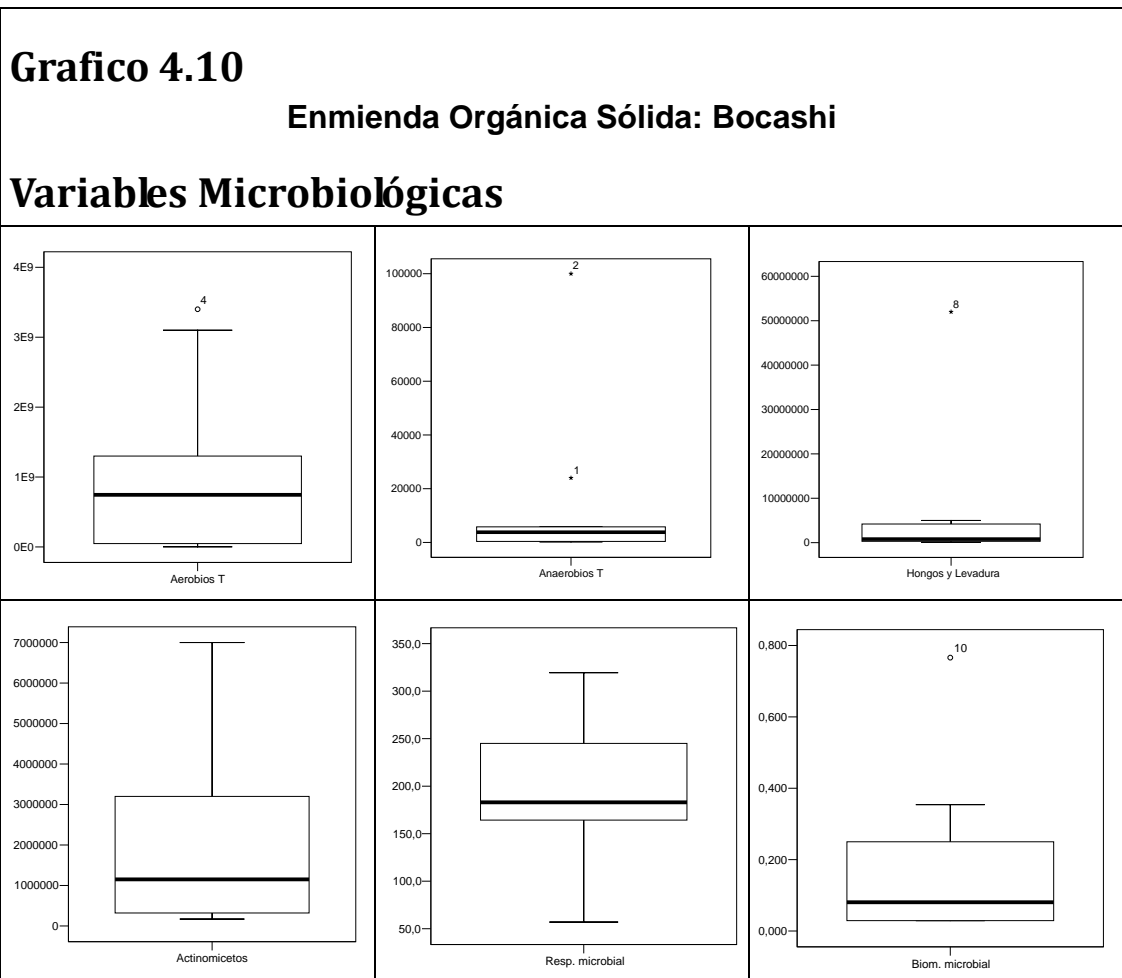 Grafico 4.10
Enmienda Orgánica Sólida: Bocashi
Variables Microbiológicas
4E9
3E9
2E9
1E9
0E0
4
Aerobios T
100000
80000
60000
40000
20000
0
2
1
Anaerobios T
60000000
50000000
40000000
30000000
20000000
10000000
0
8
Hongos y Levadura
7000000
6000000
5000000
4000000
3000000
2000000
1000000
0
Actinomicetos
350,0
300,0
250,0
200,0
150,0
100,0
50,0
Resp. microbial
0,800
0,600
0,400
0,200
0,000
10
Biom. microbial